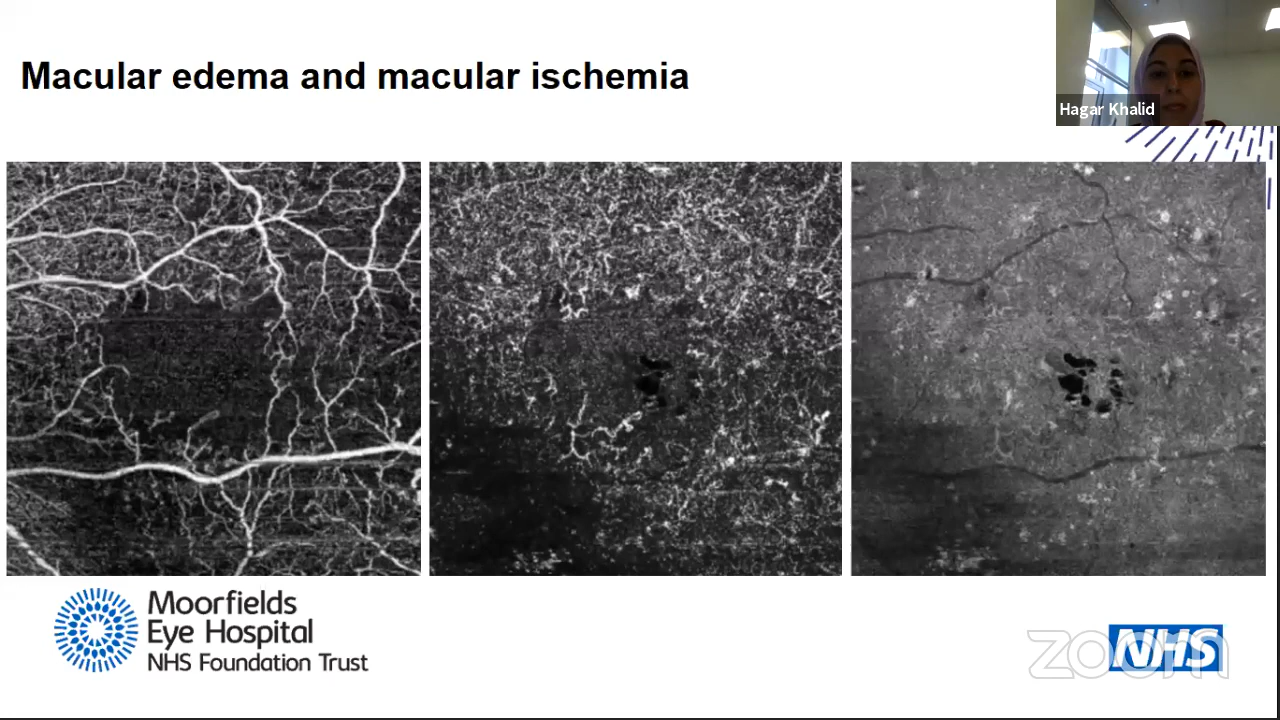 Macular edema and macular ischemia
Hagar Khalid
Moorfields
Eye Hospital
NHS Foundation Trust
NHS
zoom